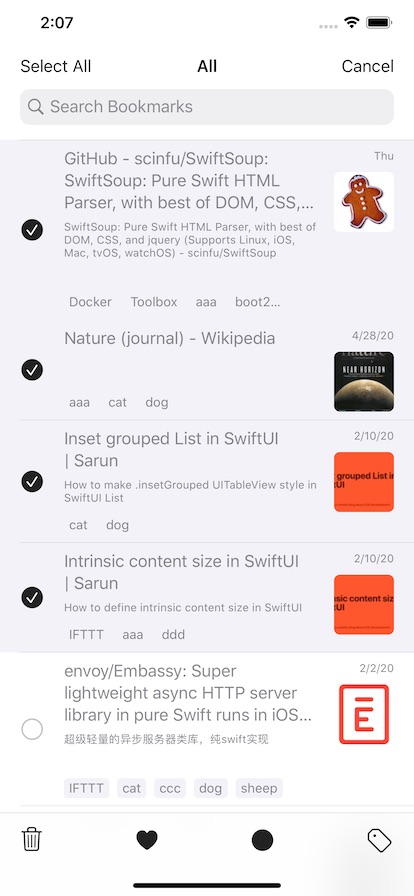 2:07
Select All
All
Cancel
Search Bookmarks
GitHub - scinfu/SwiftSoup:
Thu
SwiftSoup: Pure Swift HTML
Parser, with best of DOM, CSS,...
SwiftSoup: Pure Swift HTML Parser, with best of
DOM, CSS, and jquery (Supports Linux, iOS,
Mac, tvOS, watchOS) - scinfu/SwiftSoup
Docker Toolbox aaa boot2...
Nature (journal) - Wikipedia
4/28/20
NEAR HORIZON
aaa cat dog
Inset grouped List in SwiftUI
2/10/20
| Sarun
grouped List in
UI
How to make .insetGrouped UITableView style in
SwiftUI List
cat dog
Intrinsic content size in SwiftUI
2/10/20
| Sarun
nsic content size
UI
How to define intrinsic content size in SwiftUI
IFTTT aaa ddd
envoy/Embassy: Super
2/2/20
lightweight async HTTP server
library in pure Swift runs in iOS...
E
超级轻量的异步服务器类库，纯swift实现
IFTTT cat ccc dog sheep